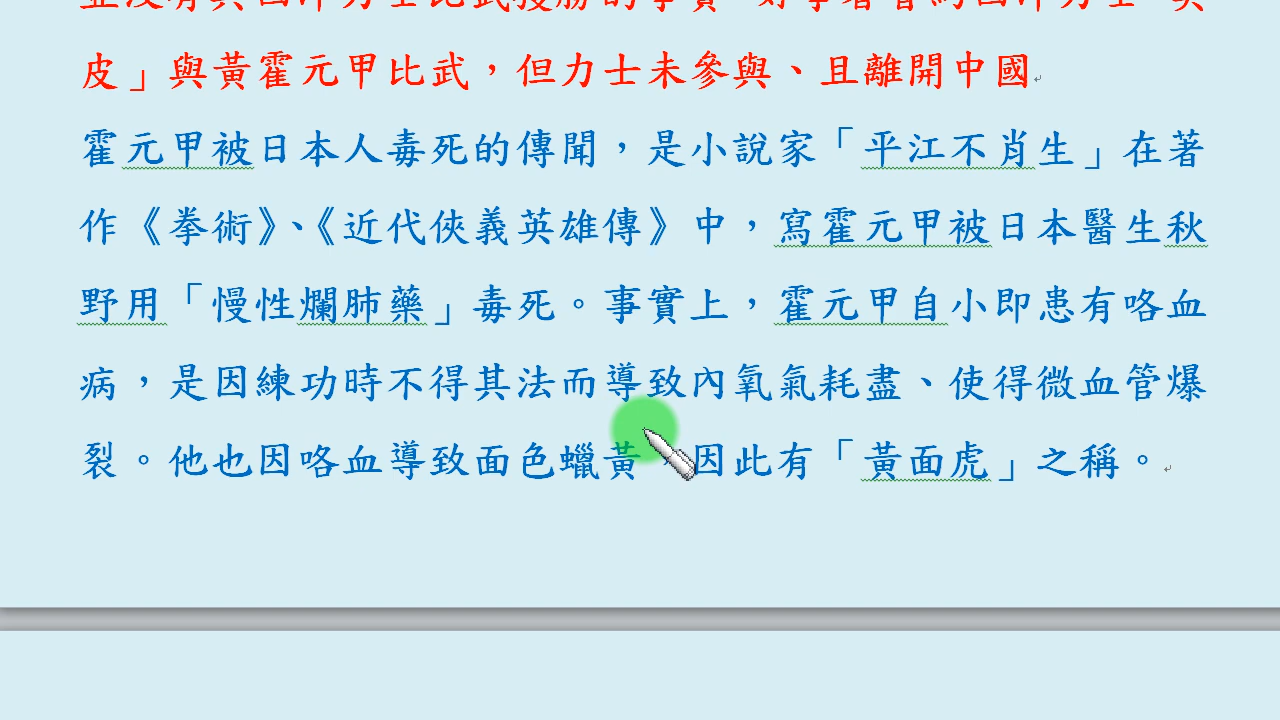 皮」與黃霍元甲比武，但力士未參與、且離開中國
霍元甲被日本人毒死的傳聞，是小說家「平江不肖生」在著
作《拳術》、《近代俠義英雄傳》中，寫霍元甲被日本醫生秋
野用「慢性爛肺藥」毒死。事實上，霍元甲自小即患有咯血
病，是因練功時不得其法而導致內氧氣耗盡、使得微血管爆
裂。他也因咯血導致面色蠟黃，因此有「黃面虎」之稱。